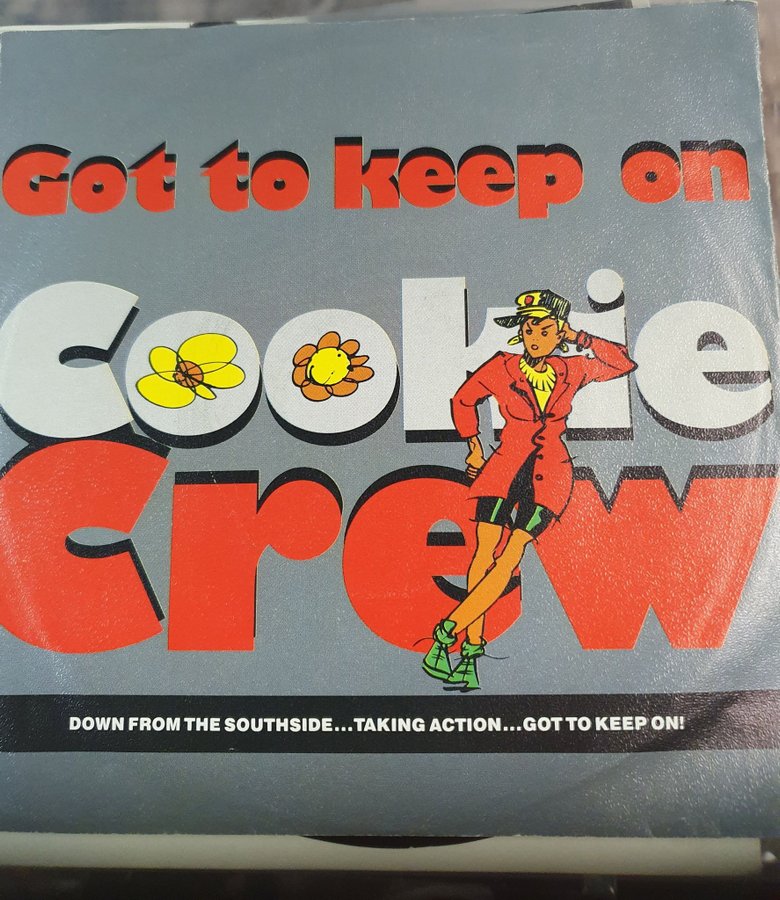 Got to keep on
Cookie
Crew
DOWN FROM THE SOUTHSIDE...TAKING ACTION...GOT TO KEEP ON!